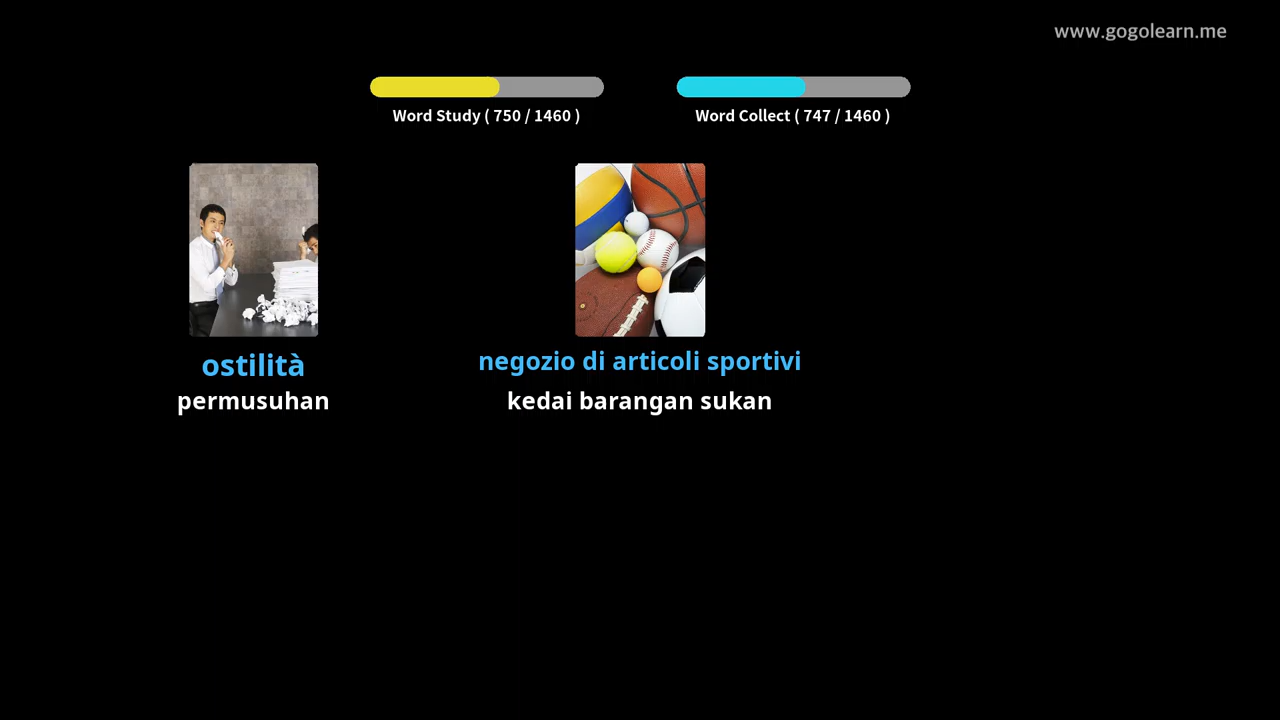 www.gogolearn.me
Word Study ( 750 / 1460 )
Word Collect ( 747 / 1460 )
ostilità
permusuhan
negozio di articoli sportivi
kedai barangan sukan